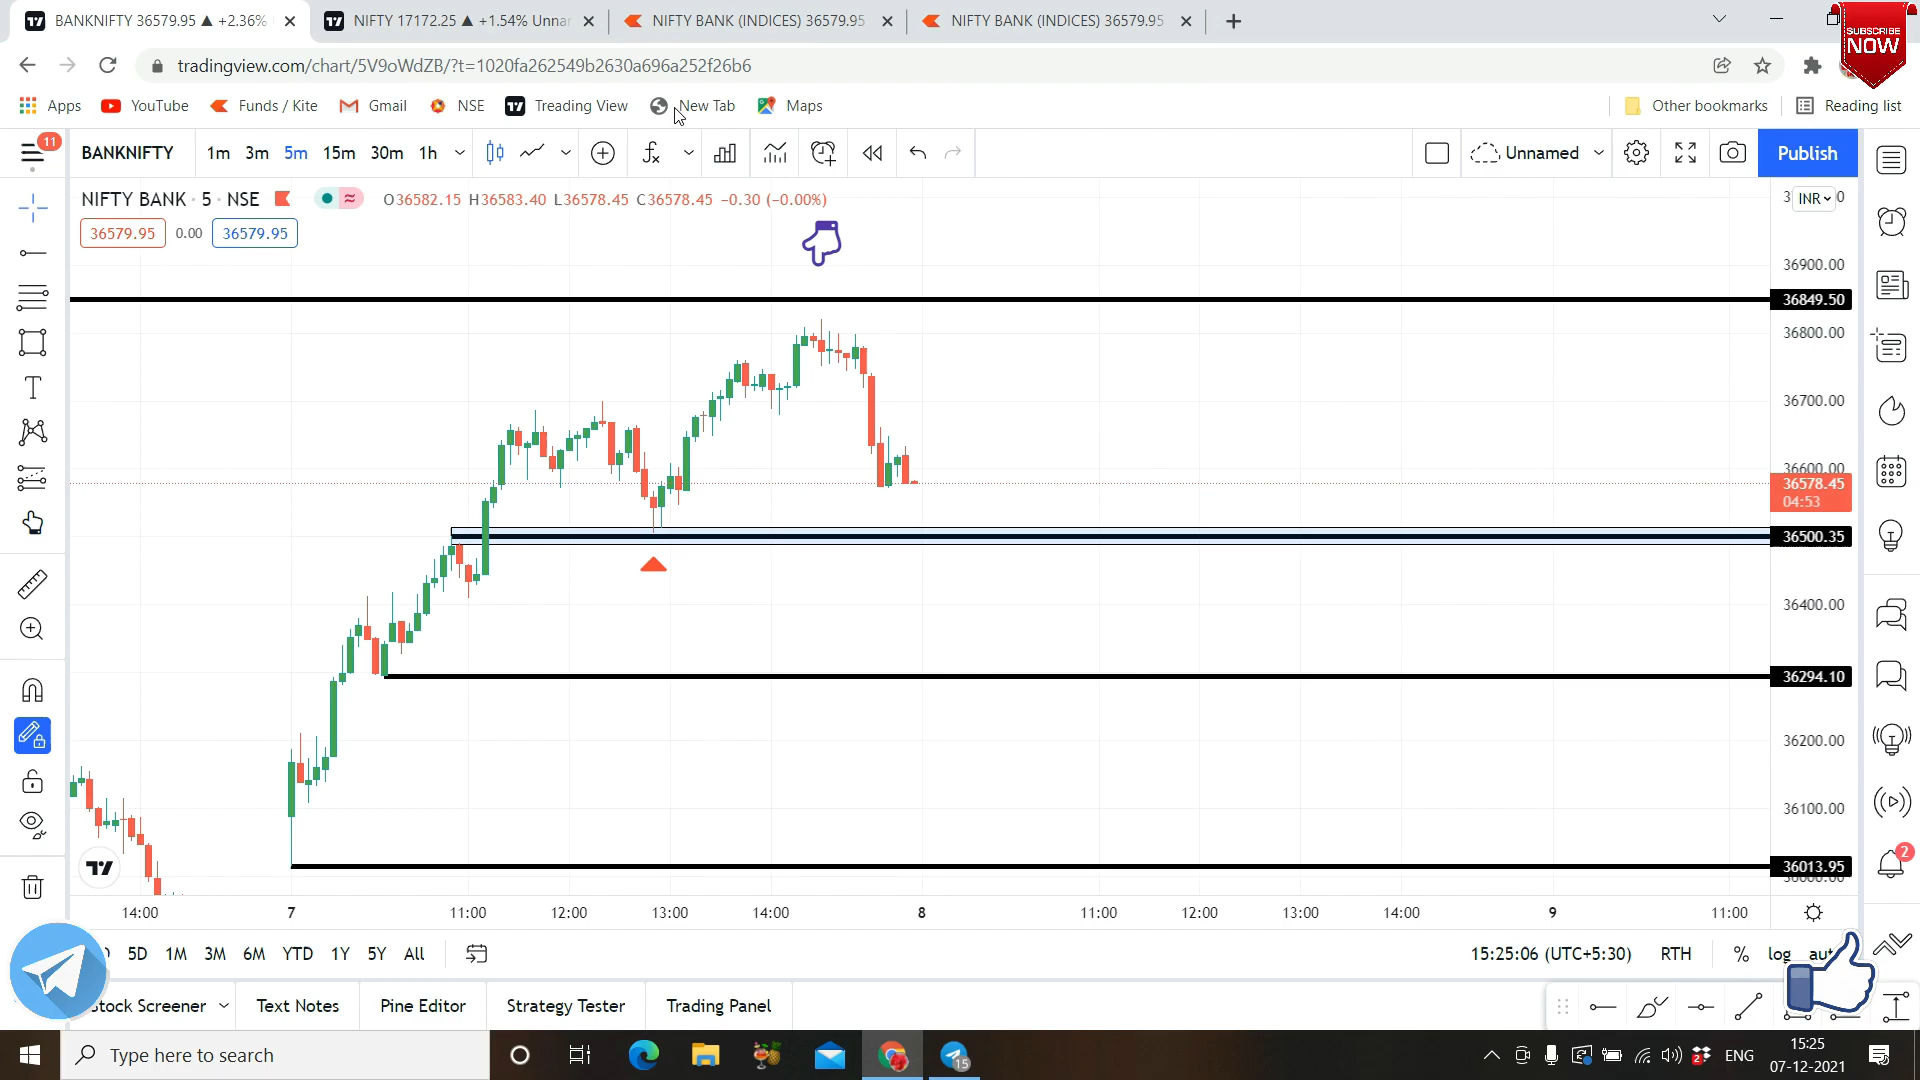 BANKNIFTY 36579.95 ▲ +2.36%
NIFTY 17172.25 ▲ +1.54% Unna
NIFTY BANK (INDICES) 36579.95
NIFTY BANK (INDICES) 36579.95
SUBSCRIBE
NOW
tradingview.com/chart/5V9oWdZB/?t=1020fa262549b2630a696a252f26b6
Apps
YouTube
Funds / Kite
Gmail
NSE
Treading View
New Tab
Maps
Other bookmarks
Reading list
11
BANKNIFTY
1m 3m 5m 15m 30m 1h
Unnamed
Publish
NIFTY BANK · 5 · NSE
O36582.15 H36583.40 L36578.45 C36578.45 −0.30 (−0.00%)
INR
36579.95 0.00 36579.95
36900.00
36849.50
36800.00
36700.00
36600.00
36578.45
04:53
36500.35
36400.00
36294.10
36200.00
36100.00
36013.95
36000.00
2
14:00 7 11:00 12:00 13:00 14:00 8 11:00 12:00 13:00 14:00 9 11:00
5D 1M 3M 6M YTD 1Y 5Y All
15:25:06 (UTC+5:30) RTH % log aut
Stock Screener
Text Notes
Pine Editor
Strategy Tester
Trading Panel
Type here to search
15
2
ENG
15:25
07-12-2021